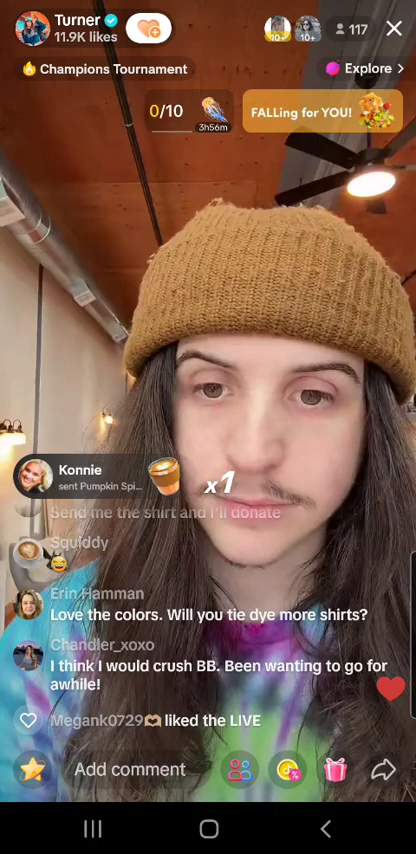 Turner
11.9K likes
10+
10+
117
Champions Tournament
Explore >
0/10
3h56m
FALLing for YOU!
Konnie
sent Pumpkin Spi...
x1
Send me the shirt and I'll donate
Squiddy
😅
Erin Hamman
Love the colors. Will you tie dye more shirts?
Chandler_xoxo
I think I would crush BB. Been wanting to go for
awhile!
Megank0729🫶 liked the LIVE
Add comment